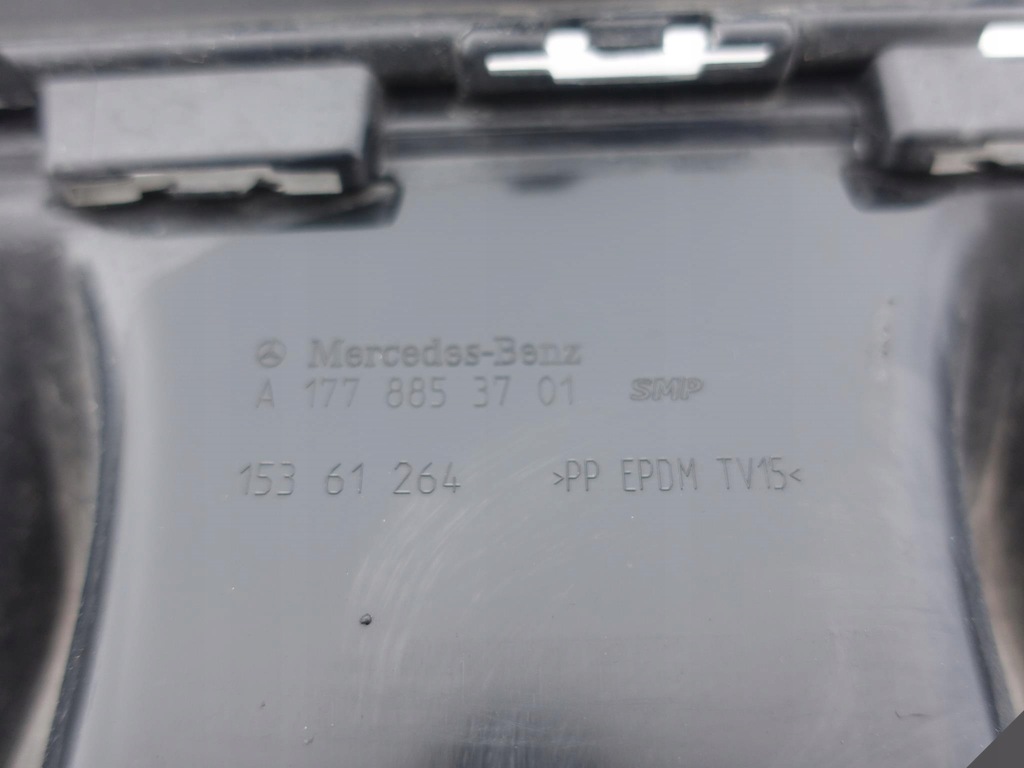 Mercedes-Benz
A 177 885 37 01 SMP
153 61 264 >PP EPDM TV15<